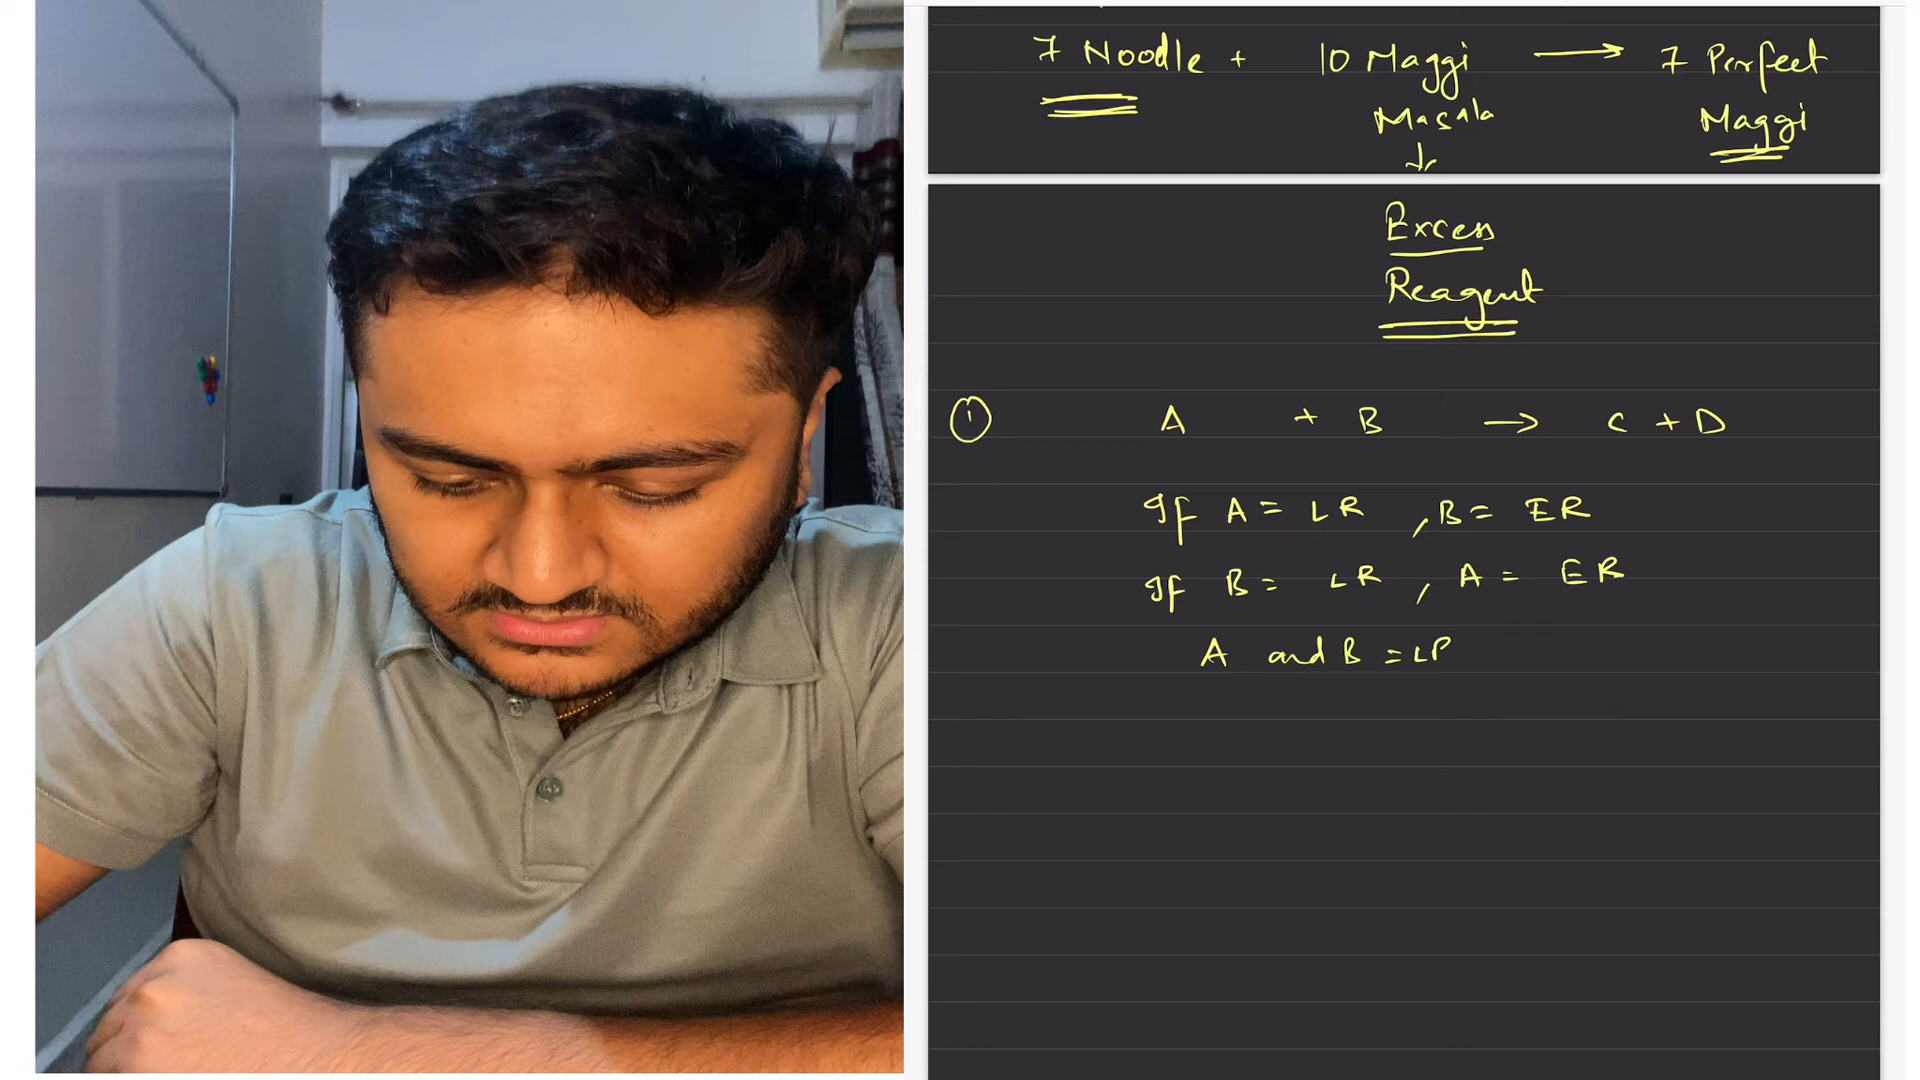 7 Noodle + 10 Maggi → 7 Perfect
Masala Maggi
↓
Excess
Reagent
① A + B → C + D
If A = LR , B = ER
If B = LR , A = ER
A and B = LP